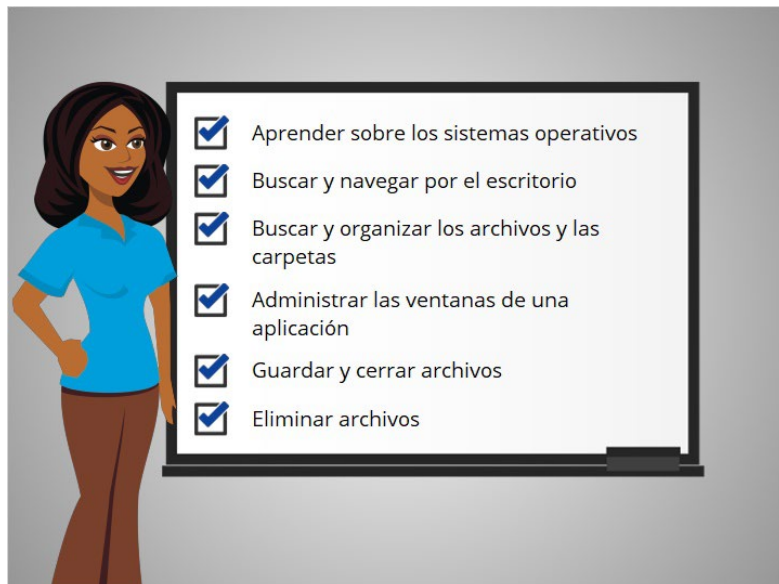 Aprender sobre los sistemas operativos
Buscar y navegar por el escritorio
Buscar y organizar los archivos y las
carpetas
Administrar las ventanas de una
aplicación
Guardar y cerrar archivos
Eliminar archivos